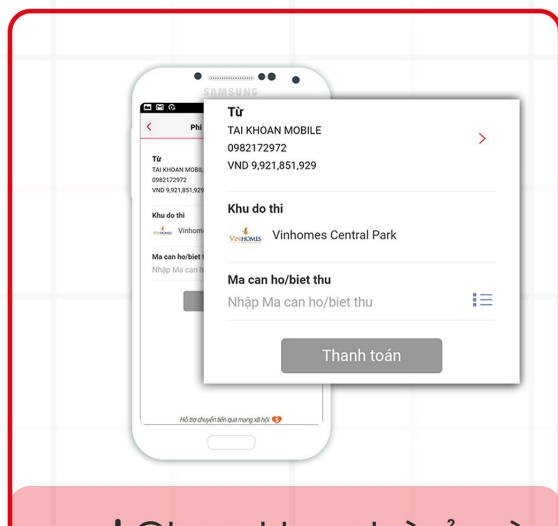 SAMSUNG
Phi
Từ
TAI KHOAN MOBIL
0982172972
VND 9,921,851,929
Khu do thi
VINHOMES Vinhom
Ma can ho/biet t
Nhập Ma can h
Hỗ trợ chuyển tiền qua mạng xã hội
Từ
TAI KHOAN MOBILE
0982172972
VND 9,921,851,929
Khu do thi
VINHOMES Vinhomes Central Park
Ma can ho/biet thu
Nhập Ma can ho/biet thu
Thanh toán